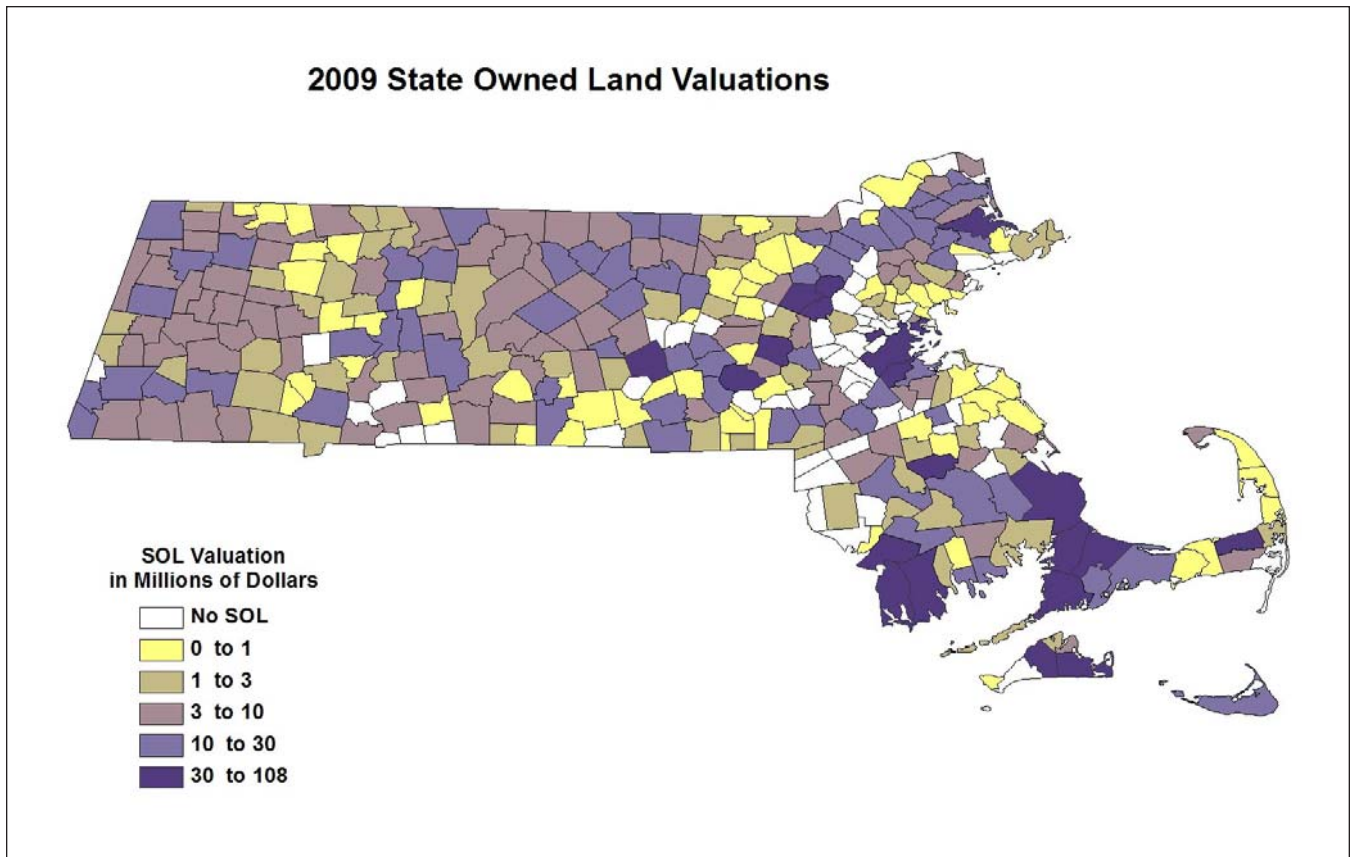 2009 State Owned Land Valuations
SOL Valuation
in Millions of Dollars
No SOL
0 to 1
1 to 3
3 to 10
10 to 30
30 to 108